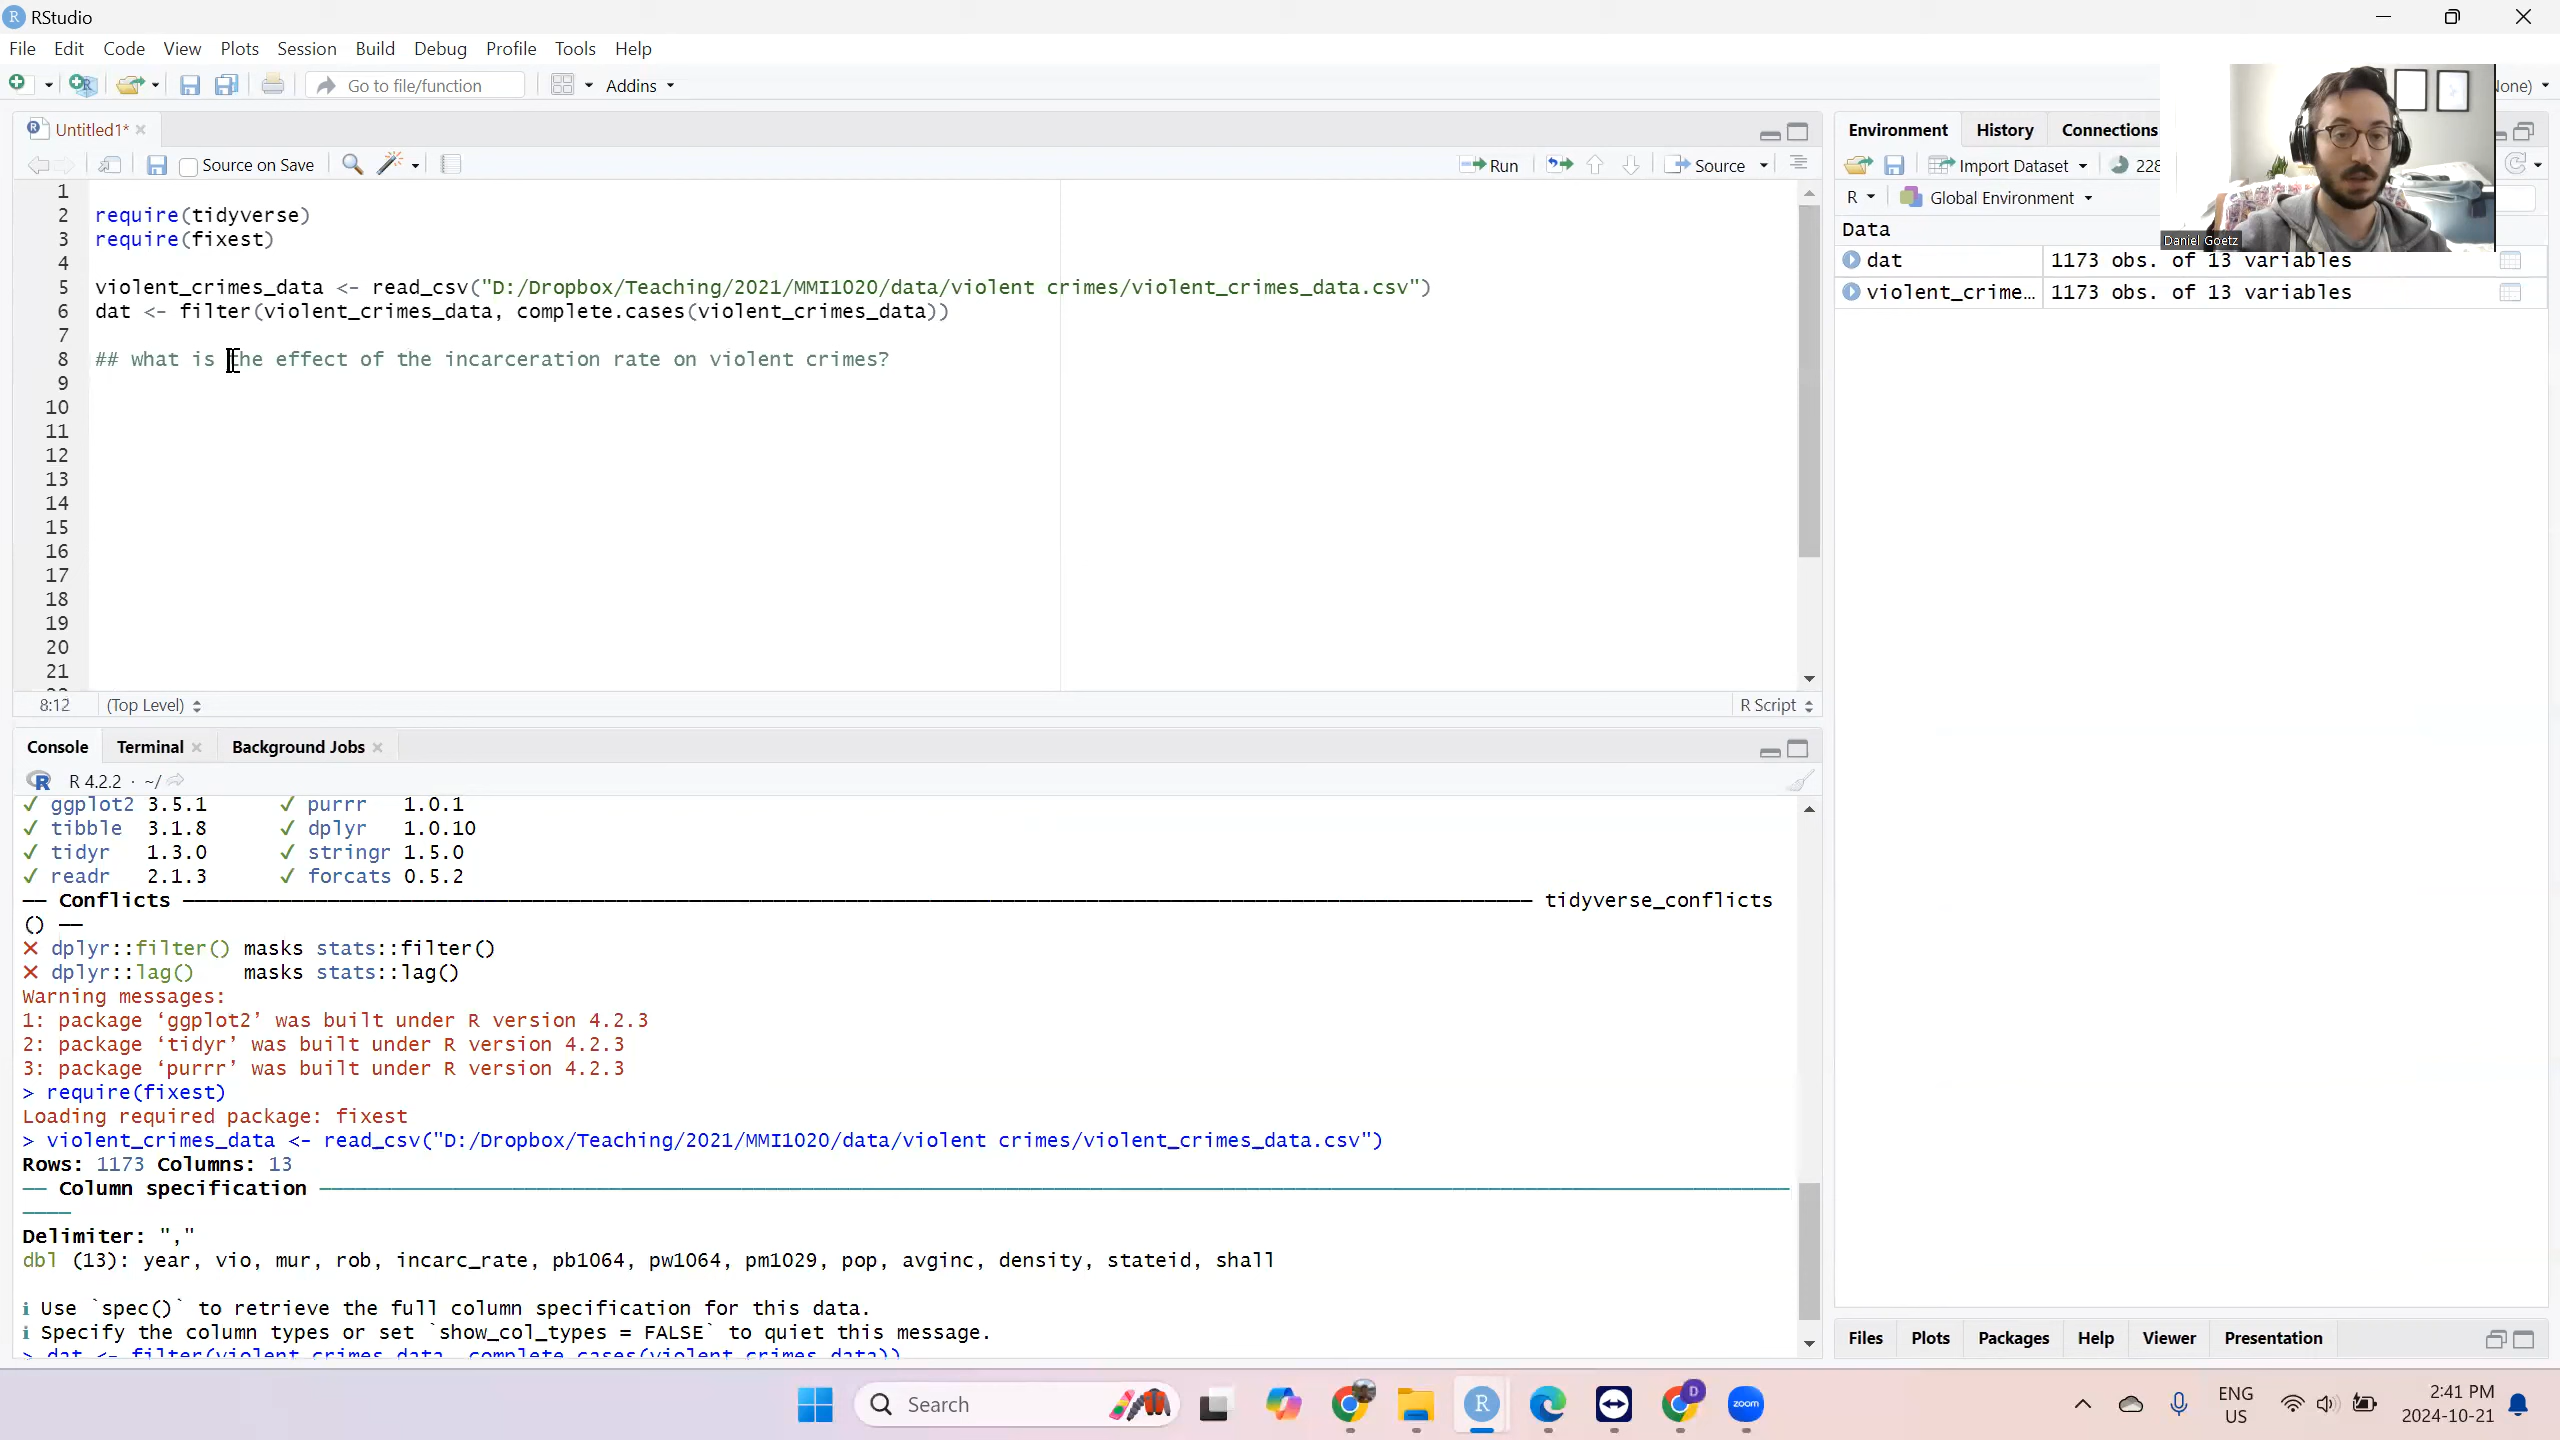 RStudio
File Edit Code View Plots Session Build Debug Profile Tools Help
Go to file/function Addins
Untitled1*
Source on Save Run Source
1
2 require(tidyverse)
3 require(fixest)
4
5 violent_crimes_data <- read_csv("D:/Dropbox/Teaching/2021/MMI1020/data/violent crimes/violent_crimes_data.csv")
6 dat <- filter(violent_crimes_data, complete.cases(violent_crimes_data))
7
8 ## what is the effect of the incarceration rate on violent crimes?
9
10
11
12
13
14
15
16
17
18
19
20
21
8:12 (Top Level) R Script
Console Terminal Background Jobs
R 4.2.2 · ~/
✓ ggplot2 3.5.1 ✓ purrr 1.0.1
✓ tibble 3.1.8 ✓ dplyr 1.0.10
✓ tidyr 1.3.0 ✓ stringr 1.5.0
✓ readr 2.1.3 ✓ forcats 0.5.2
── Conflicts ── tidyverse_conflicts
() ──
✕ dplyr::filter() masks stats::filter()
✕ dplyr::lag() masks stats::lag()
Warning messages:
1: package ‘ggplot2’ was built under R version 4.2.3
2: package ‘tidyr’ was built under R version 4.2.3
3: package ‘purrr’ was built under R version 4.2.3
> require(fixest)
Loading required package: fixest
> violent_crimes_data <- read_csv("D:/Dropbox/Teaching/2021/MMI1020/data/violent crimes/violent_crimes_data.csv")
Rows: 1173 Columns: 13
── Column specification ──
Delimiter: ","
dbl (13): year, vio, mur, rob, incarc_rate, pb1064, pw1064, pm1029, pop, avginc, density, stateid, shall
ℹ Use `spec()` to retrieve the full column specification for this data.
ℹ Specify the column types or set `show_col_types = FALSE` to quiet this message.
> dat <- filter(violent_crimes_data, complete.cases(violent_crimes_data))
Environment History Connections
Import Dataset 228
R Global Environment
Data
dat 1173 obs. of 13 variables
violent_crime... 1173 obs. of 13 variables
Daniel Goetz
Files Plots Packages Help Viewer Presentation
Search
D
zoom
ENG
US
2:41 PM
2024-10-21